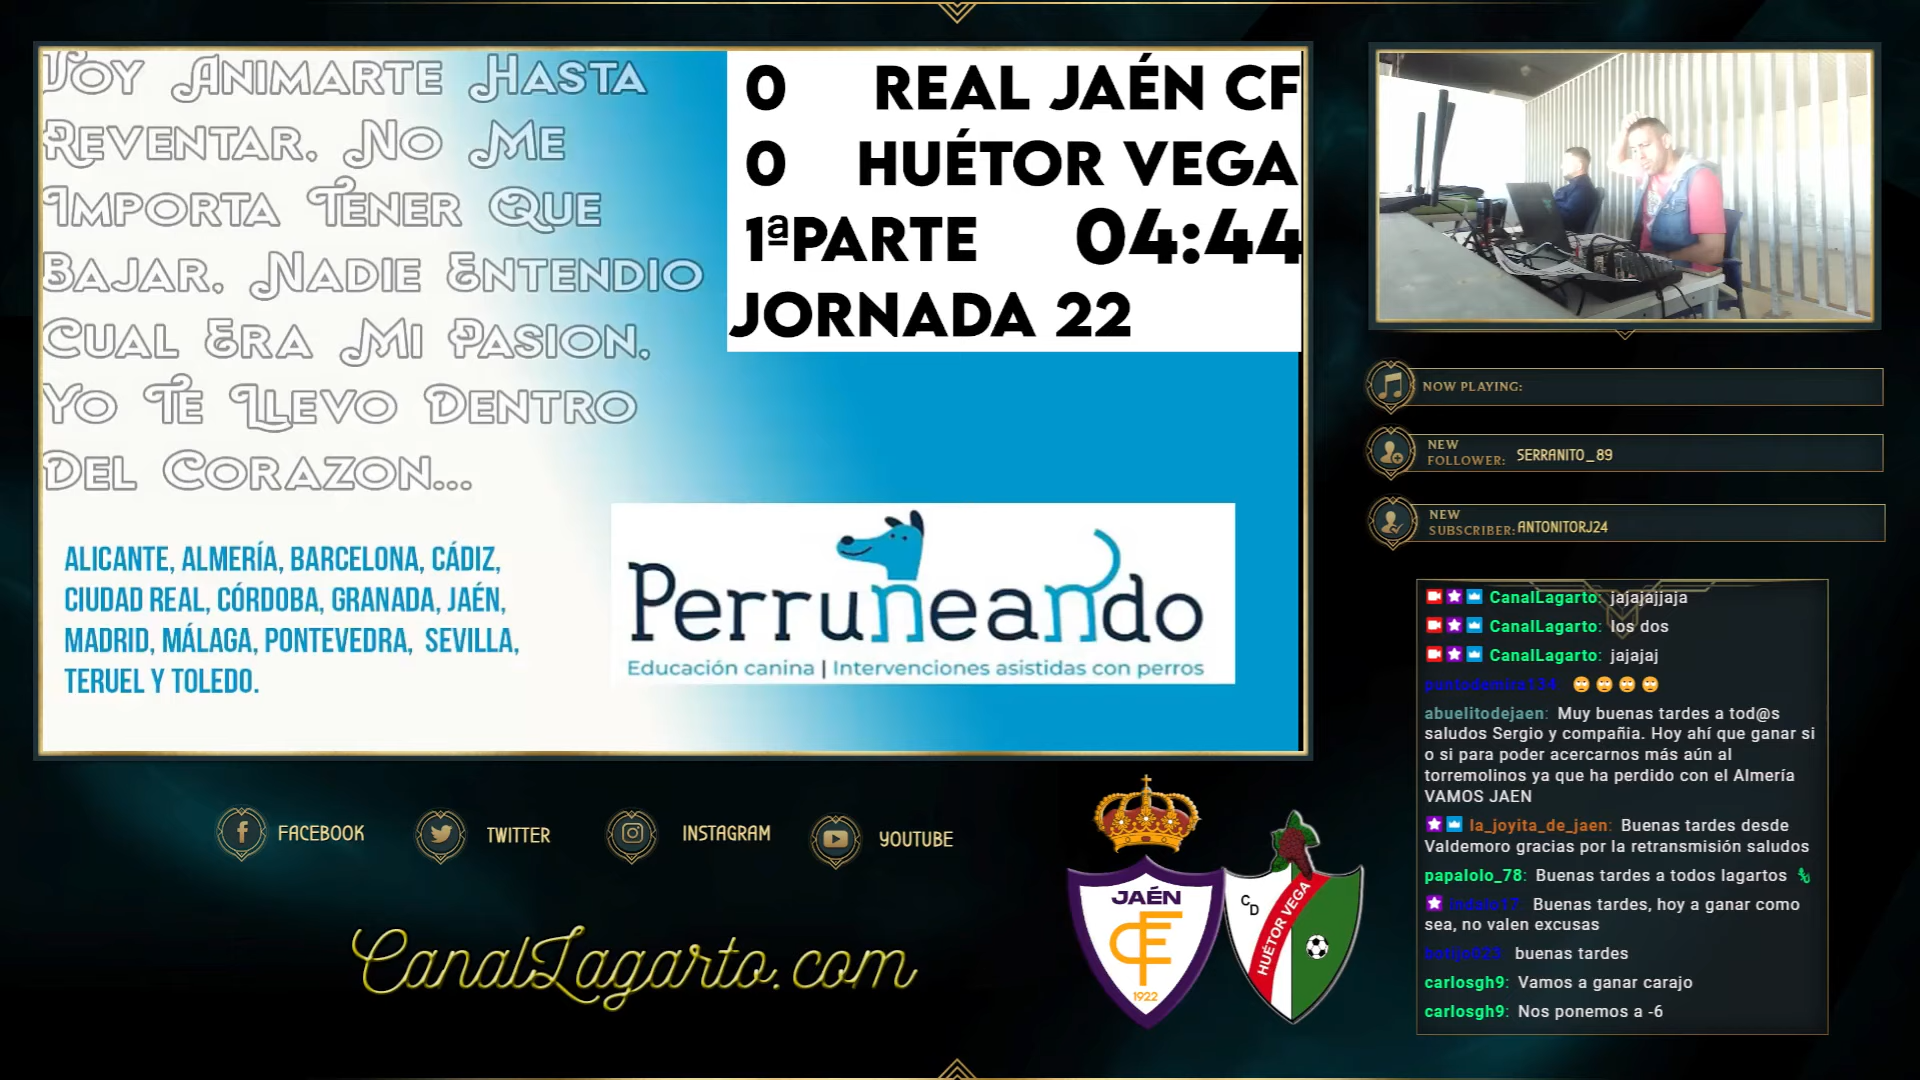 Voy Animarte Hasta
Reventar. No Me
Importa Tener Que
Bajar. Nadie Entendio
Cual Era Mi Pasion.
Yo Te Llevo Dentro
Del Corazon...
ALICANTE, ALMERÍA, BARCELONA, CÁDIZ,
CIUDAD REAL, CÓRDOBA, GRANADA, JAÉN,
MADRID, MÁLAGA, PONTEVEDRA, SEVILLA,
TERUEL Y TOLEDO.
0 REAL JAÉN CF
0 HUÉTOR VEGA
1ªPARTE 04:44
JORNADA 22
Perruneando
Educación canina | Intervenciones asistidas con perros
NOW PLAYING:
NEW
FOLLOWER: SERRANITO_89
NEW
SUBSCRIBER: ANTONITORJ24
CanalLagarto: jajajajjaja
CanalLagarto: los dos
CanalLagarto: jajajaj
puntodemira134: 🙄 🙄 🙄 🙄
abuelitodejaen: Muy buenas tardes a tod@s
saludos Sergio y compañia. Hoy ahí que ganar si
o si para poder acercarnos más aún al
torremolinos ya que ha perdido con el Almería
VAMOS JAEN
la_joyita_de_jaen: Buenas tardes desde
Valdemoro gracias por la retransmisión saludos
papalolo_78: Buenas tardes a todos lagartos
indalo17: Buenas tardes, hoy a ganar como
sea, no valen excusas
botijo023: buenas tardes
carlosgh9: Vamos a ganar carajo
carlosgh9: Nos ponemos a -6
FACEBOOK
TWITTER
INSTAGRAM
YOUTUBE
CanalLagarto.com
JAÉN
CF
1922
CD
HUÉTOR VEGA